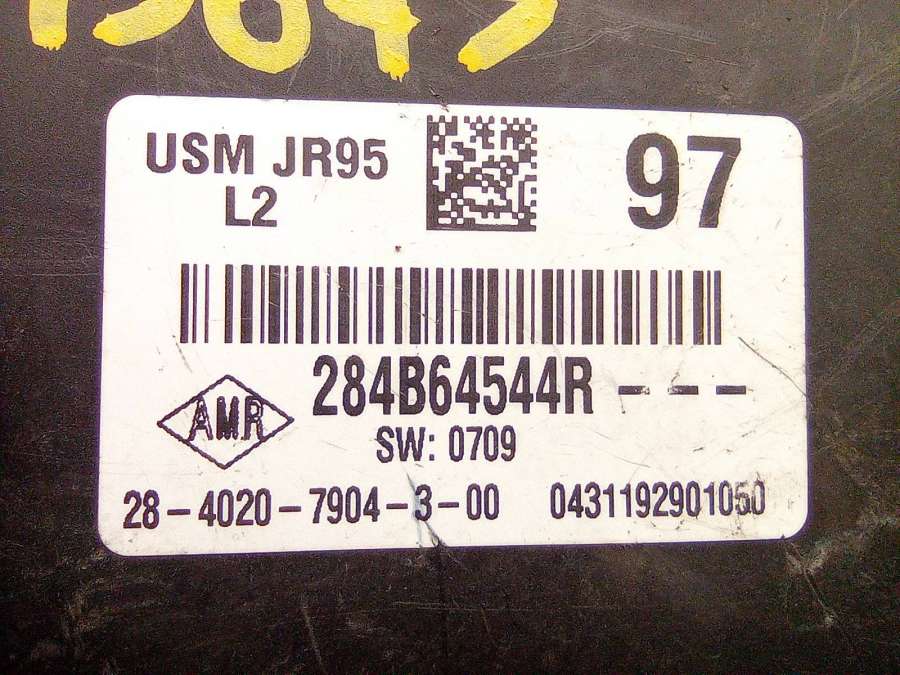 USM JR95
L2
97
284B64544R - - -
AMR
SW: 0709
28-4020-7904-3-00 0431192901050